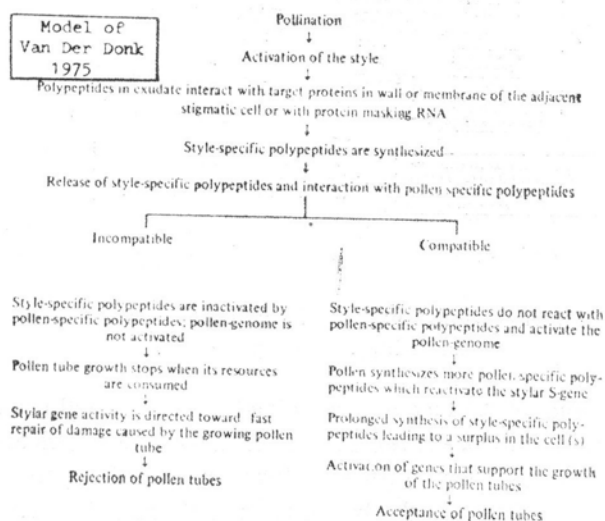 Model of
Van Der Donk
1975
Pollination
Activation of the style
Polypeptides in exudate interact with target proteins in wall or membrane of the adjacent
stigmatic cell or with protein masking RNA
Style-specific polypeptides are synthesized
Release of style-specific polypeptides and interaction with pollen specific polypeptides
Incompatible
Style-specific polypeptides are inactivated by
pollen-specific polypeptides; pollen-genome is
not activated
Pollen tube growth stops when its resources
are consumed
Stylar gene activity is directed toward fast
repair of damage caused by the growing pollen
tube
Rejection of pollen tubes
Compatible
Style-specific polypeptides do not react with
pollen-specific polypeptides and activate the
pollen-genome
Pollen synthesizes more pollen specific poly-
peptides which reactivate the stylar S-gene
Prolonged synthesis of style-specific poly-
peptides leading to a surplus in the cell (s)
Activation of genes that support the growth
of the pollen tubes
Acceptance of pollen tubes